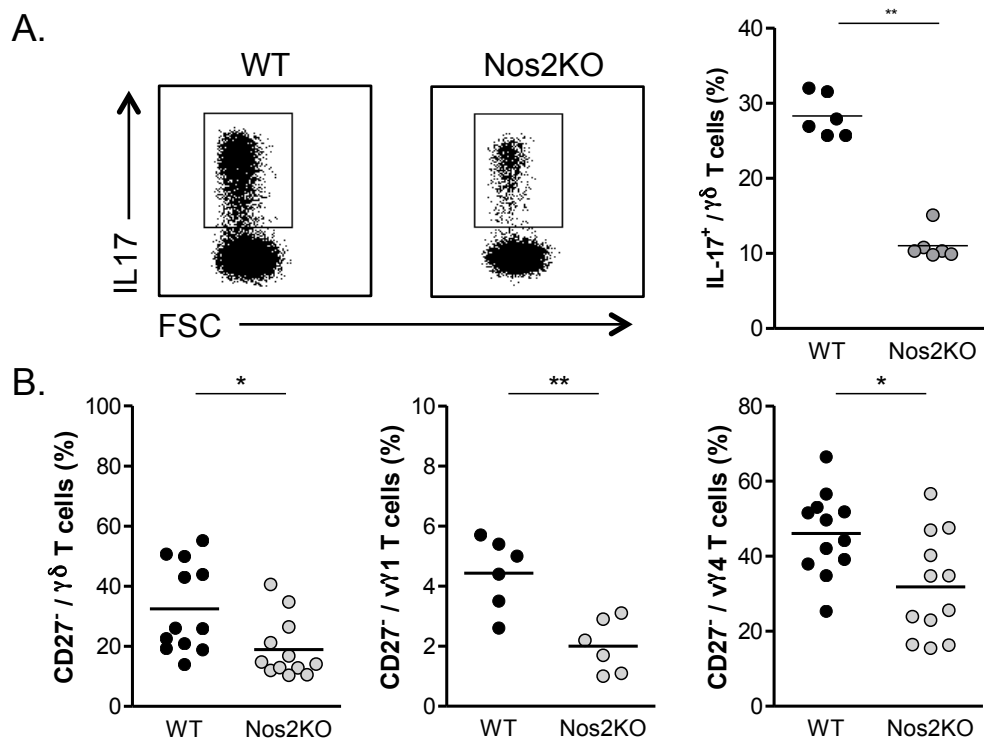 A.
WT
Nos2KO
IL17
FSC
**
IL-17⁺ / γδ T cells (%)
40
30
20
10
0
WT
Nos2KO
B.
*
CD27⁻ / γδ T cells (%)
100
80
60
40
20
0
WT
Nos2KO
**
CD27⁻ / vγ1 T cells (%)
10
8
6
4
2
0
WT
Nos2KO
*
CD27⁻ / vγ4 T cells (%)
80
60
40
20
0
WT
Nos2KO